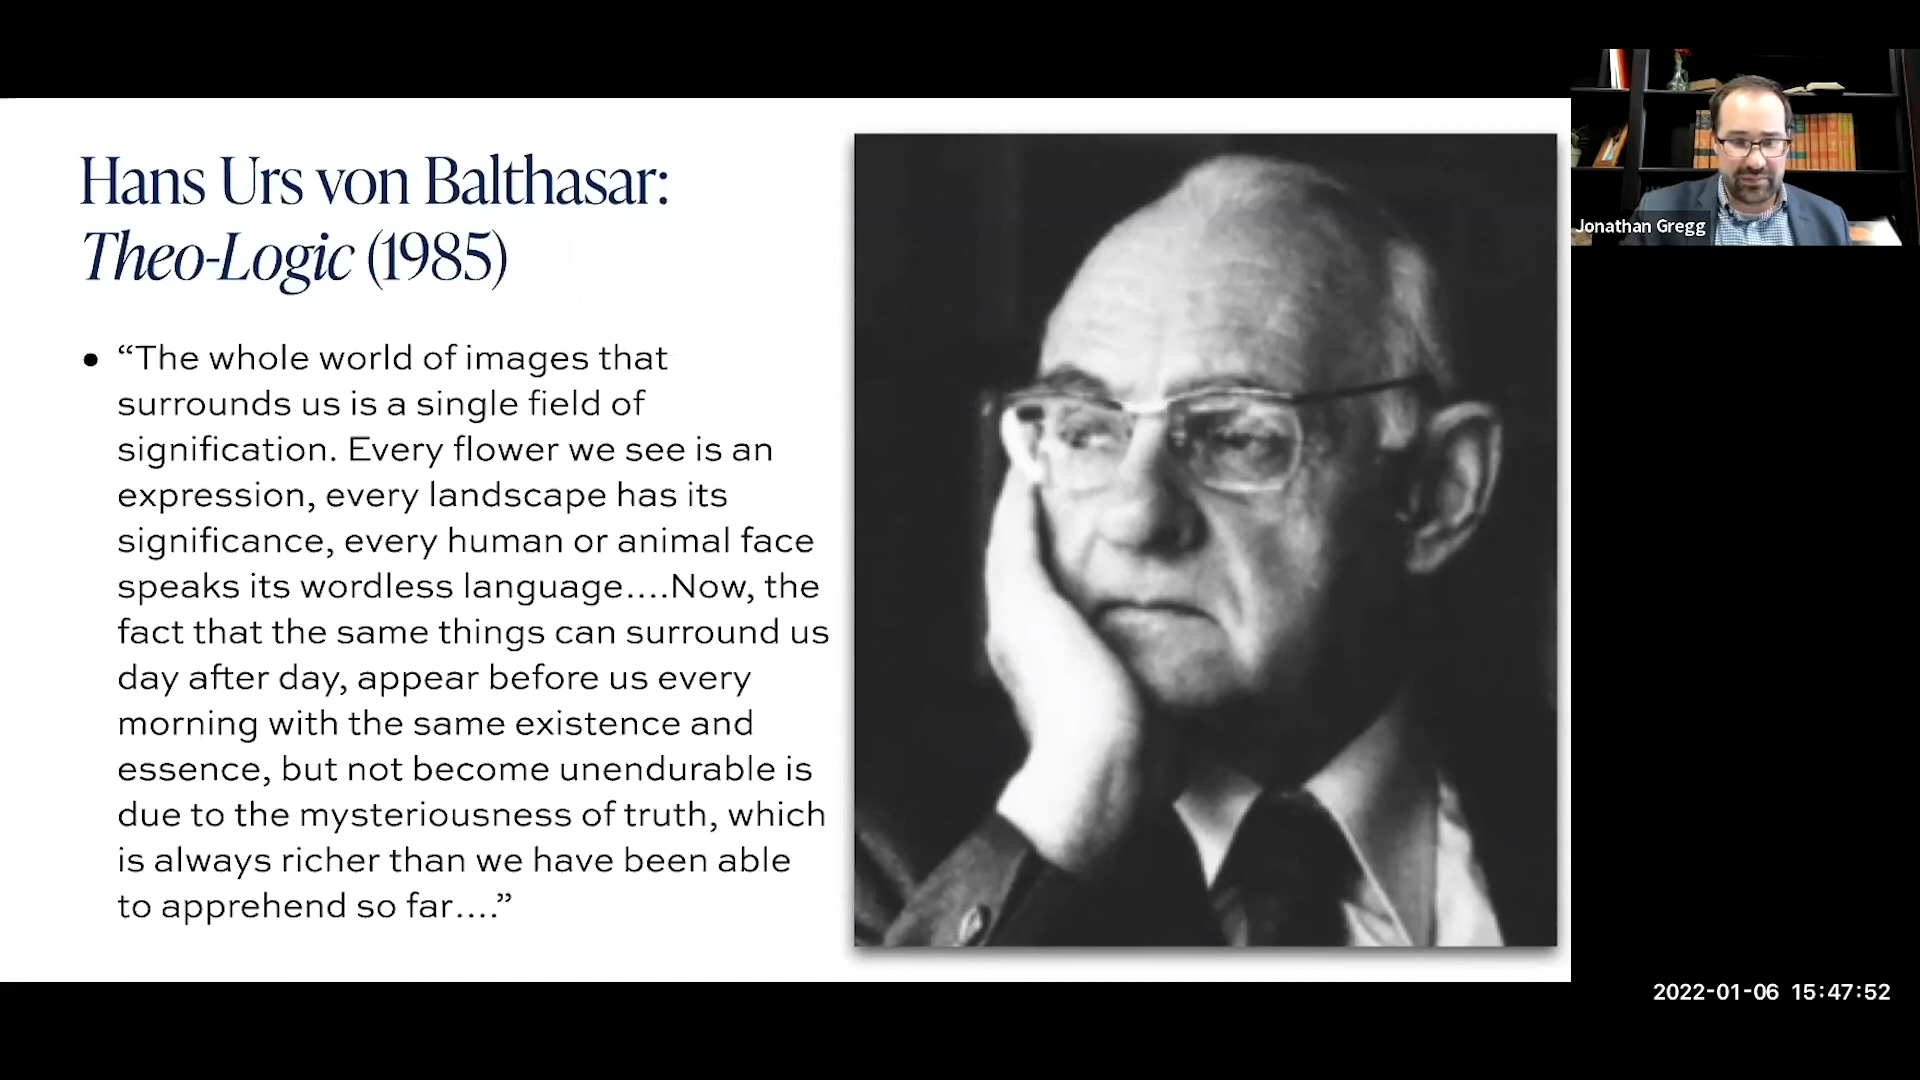 Hans Urs von Balthasar:
Theo-Logic (1985)
• “The whole world of images that
surrounds us is a single field of
signification. Every flower we see is an
expression, every landscape has its
significance, every human or animal face
speaks its wordless language....Now, the
fact that the same things can surround us
day after day, appear before us every
morning with the same existence and
essence, but not become unendurable is
due to the mysteriousness of truth, which
is always richer than we have been able
to apprehend so far....”
Jonathan Gregg
2022-01-06 15:47:52